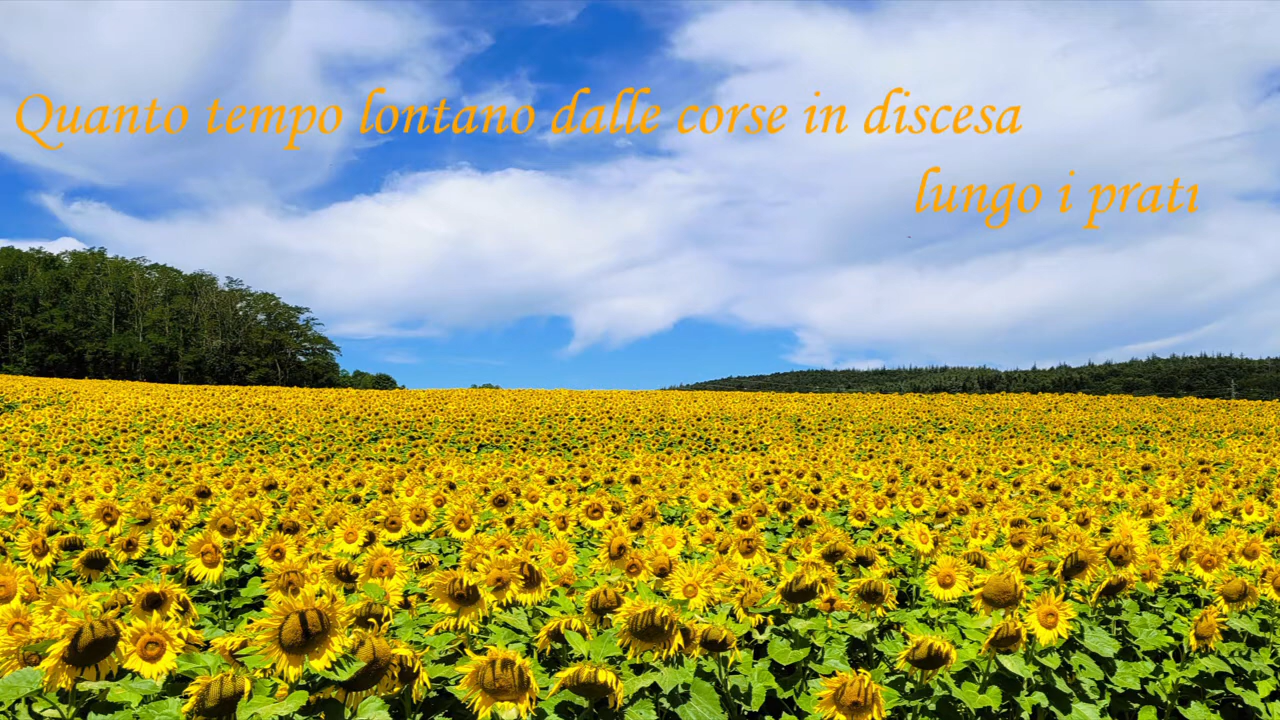 Quanto tempo lontano dalle corse in discesa
lungo i prati